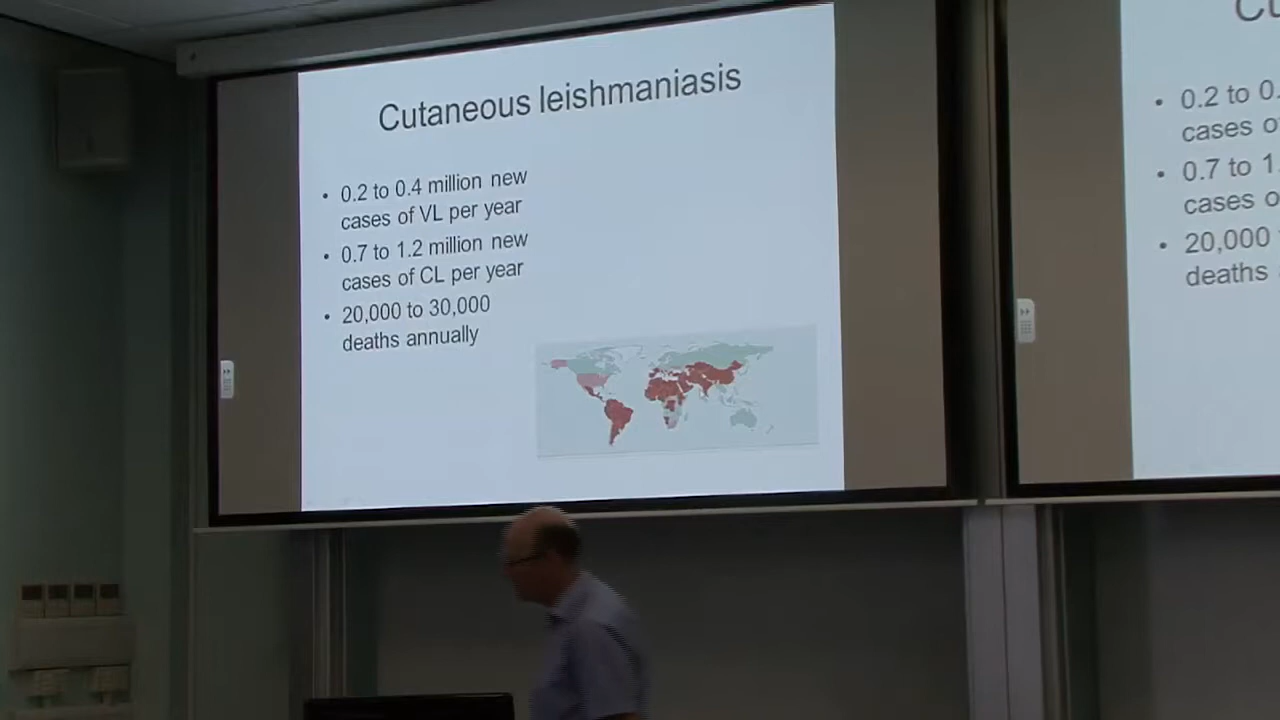 Cutaneous leishmaniasis
• 0.2 to 0.4 million new
cases of VL per year
• 0.7 to 1.2 million new
cases of CL per year
• 20,000 to 30,000
deaths annually
Cu
• 0.2 to 0.
cases o
• 0.7 to 1.
cases o
• 20,000
deaths